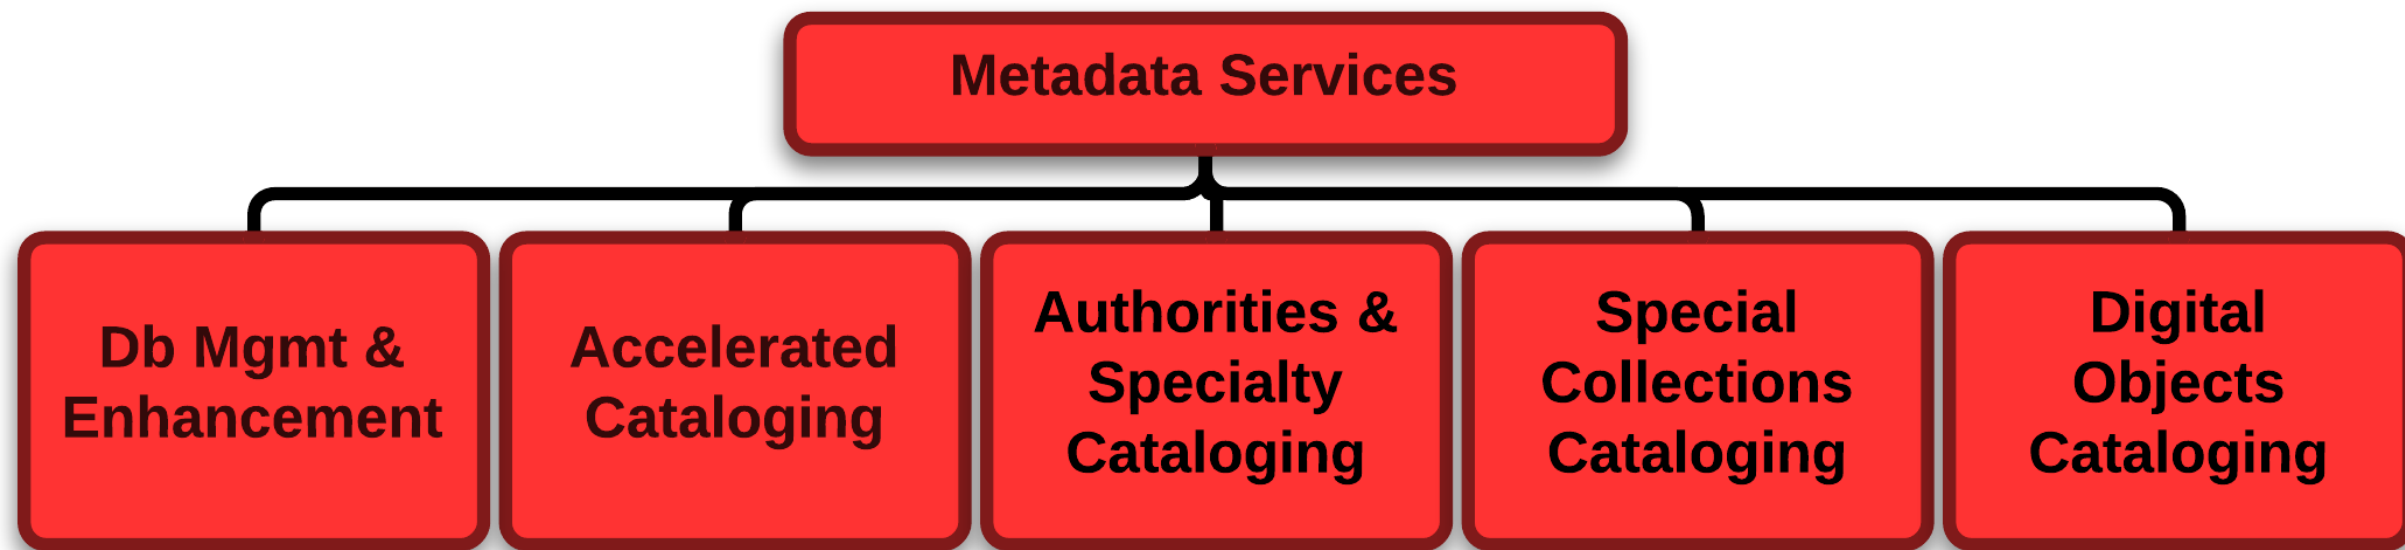 Metadata Services
Db Mgmt &
Enhancement
Accelerated
Cataloging
Authorities &
Specialty
Cataloging
Special
Collections
Cataloging
Digital
Objects
Cataloging